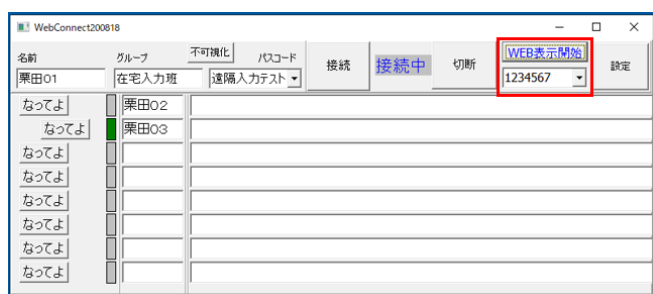 WebConnect200818
名前 グループ 不可視化 パスコード 接続 接続中 切断 WEB表示開始 設定
栗田01 在宅入力班 遠隔入力テスト 1234567
なってよ 栗田02
なってよ 栗田03
なってよ
なってよ
なってよ
なってよ
なってよ
なってよ